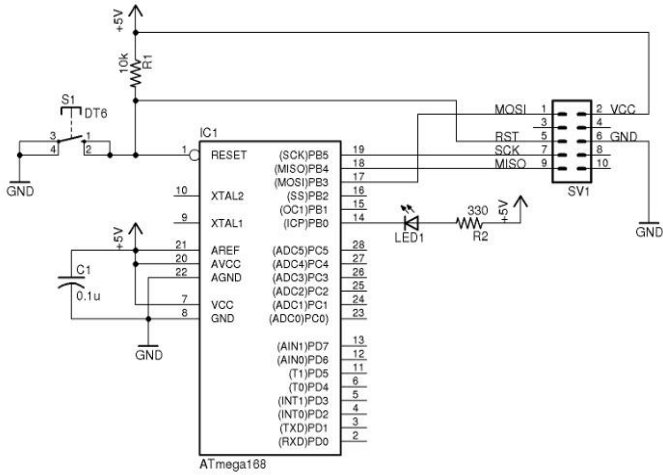 +5V
10k
R1
S1
DT6
3
4
1
2
GND
IC1
1
RESET
10
XTAL2
9
XTAL1
+5V
21
AREF
20
AVCC
22
AGND
C1
0.1u
7
VCC
8
GND
GND
(SCK)PB5
19
(MISO)PB4
18
(MOSI)PB3
17
(SS)PB2
16
(OC1)PB1
15
(ICP)PB0
14
(ADC5)PC5
28
(ADC4)PC4
27
(ADC3)PC3
26
(ADC2)PC2
25
(ADC1)PC1
24
(ADC0)PC0)
23
(AIN1)PD7
13
(AIN0)PD6
12
(T1)PD5
11
(T0)PD4
6
(INT1)PD3
5
(INT0)PD2
4
(TXD)PD1
3
(RXD)PD0
2
ATmega168
LED1
330
R2
+5V
MOSI
1
2
VCC
3
4
RST
5
6
GND
SCK
7
8
MISO
9
10
SV1
GND